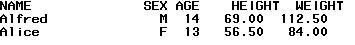 NAME SEX AGE HEIGHT WEIGHT
Alfred M 14 69.00 112.50
Alice F 13 56.50 84.00